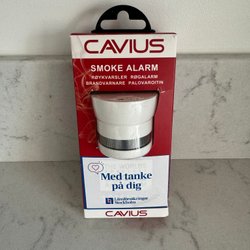 CAVIUS
SMOKE ALARM
RØYKVARSLER RØGALARM
BRANDVARNARE PALOVAROITIN
Med tanke
på dig
Länsförsäkringar
Stockholm
CAVIUS